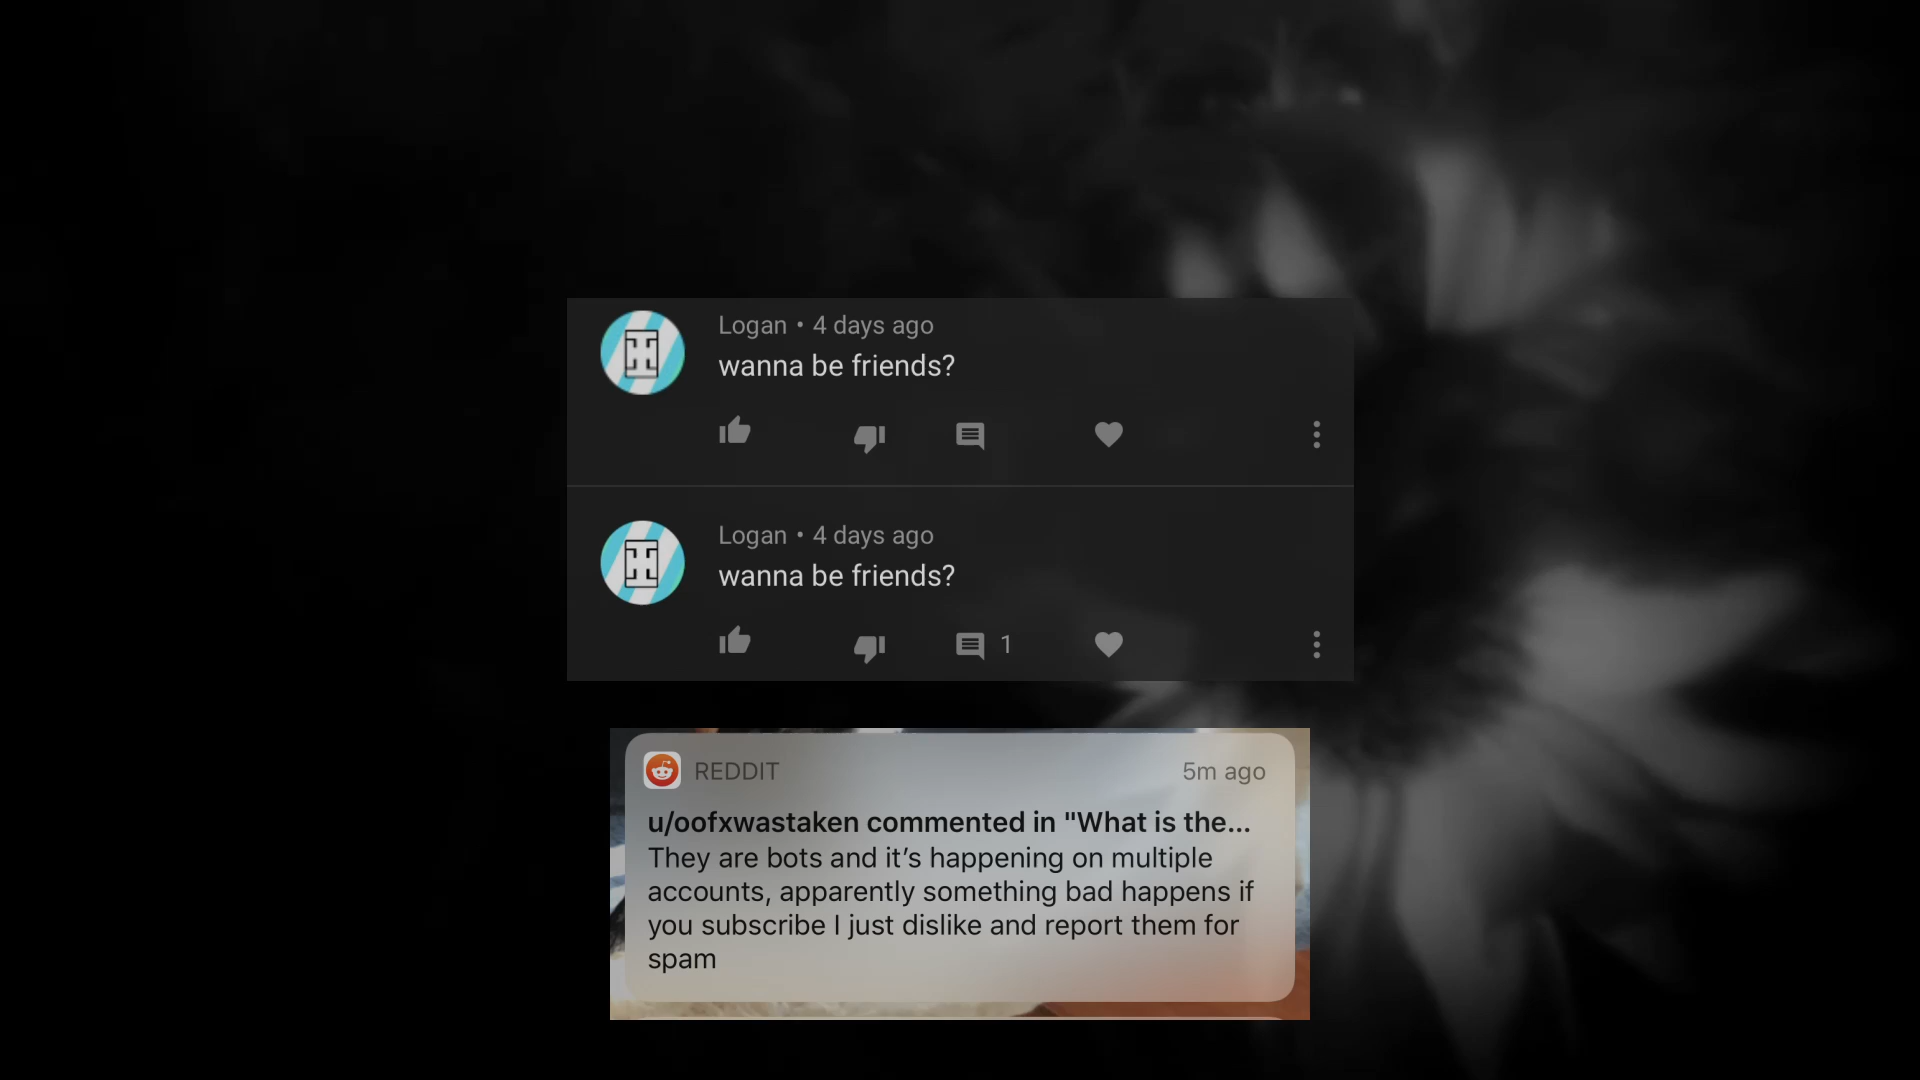 Logan • 4 days ago
wanna be friends?
Logan • 4 days ago
wanna be friends?
1
REDDIT 5m ago
u/oofxwastaken commented in "What is the...
They are bots and it’s happening on multiple
accounts, apparently something bad happens if
you subscribe I just dislike and report them for
spam